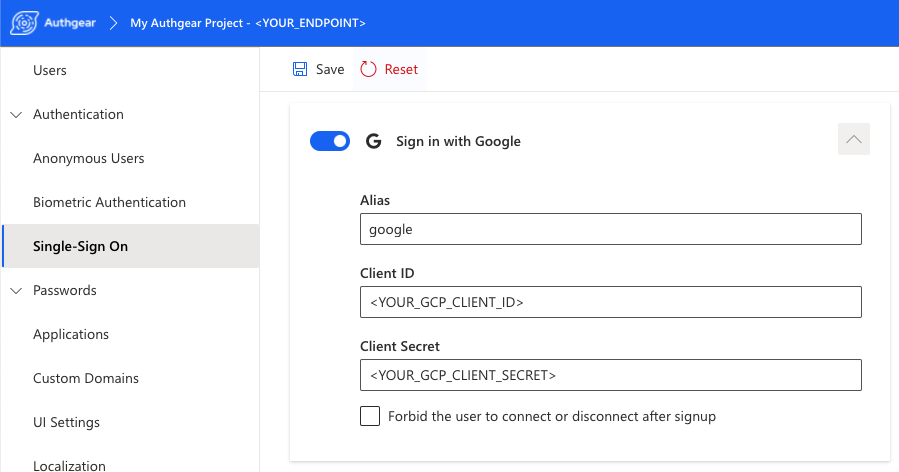 Authgear
My Authgear Project - <YOUR_ENDPOINT>
Users
Authentication
Anonymous Users
Biometric Authentication
Single-Sign On
Passwords
Applications
Custom Domains
UI Settings
Localization
Save
Reset
Sign in with Google
Alias
google
Client ID
<YOUR_GCP_CLIENT_ID>
Client Secret
<YOUR_GCP_CLIENT_SECRET>
Forbid the user to connect or disconnect after signup